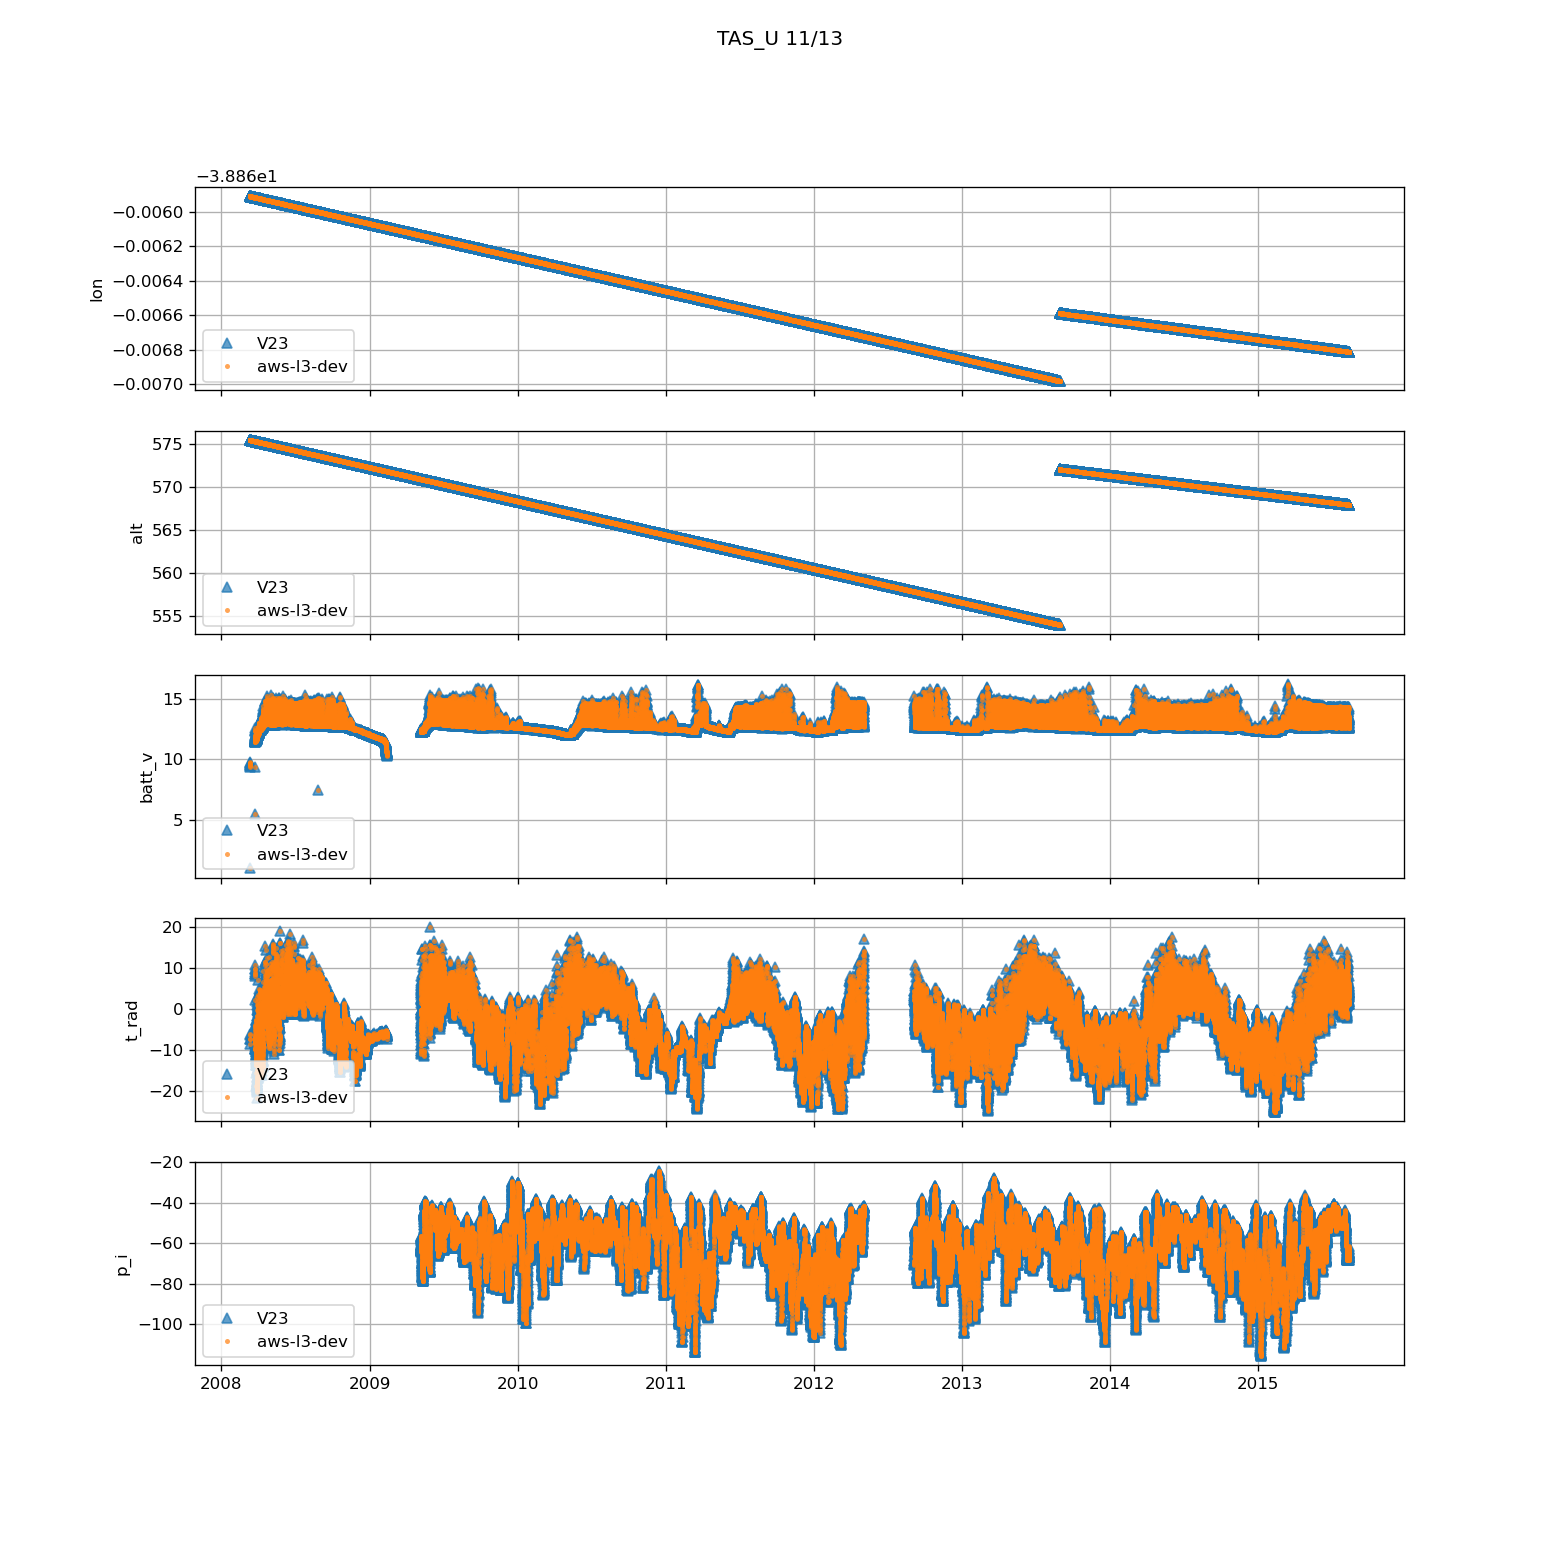 TAS_U 11/13
−3.886e1
−0.0060
−0.0062
−0.0064
−0.0066
−0.0068
−0.0070
lon
V23
aws-l3-dev
575
570
565
560
555
alt
V23
aws-l3-dev
15
10
5
batt_v
V23
aws-l3-dev
20
10
0
−10
−20
t_rad
V23
aws-l3-dev
−20
−40
−60
−80
−100
p_i
V23
aws-l3-dev
2008 2009 2010 2011 2012 2013 2014 2015